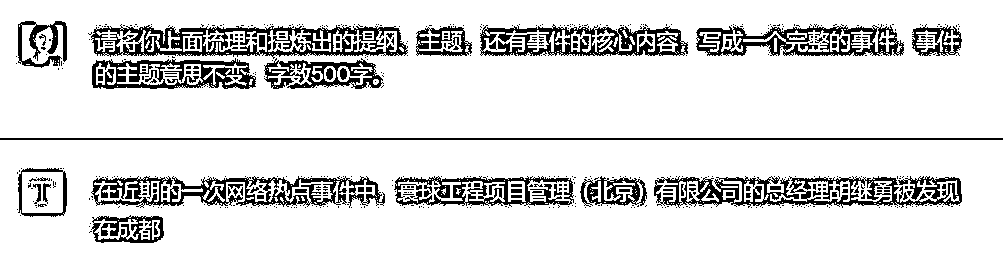 请将你上面梳理和提炼出的提纲、主题，还有事件的核心内容，写成一个完整的事件，事件
的主题意思不变，字数500字。
在近期的一次网络热点事件中，寰球工程项目管理（北京）有限公司的总经理胡继勇被发现
在成都